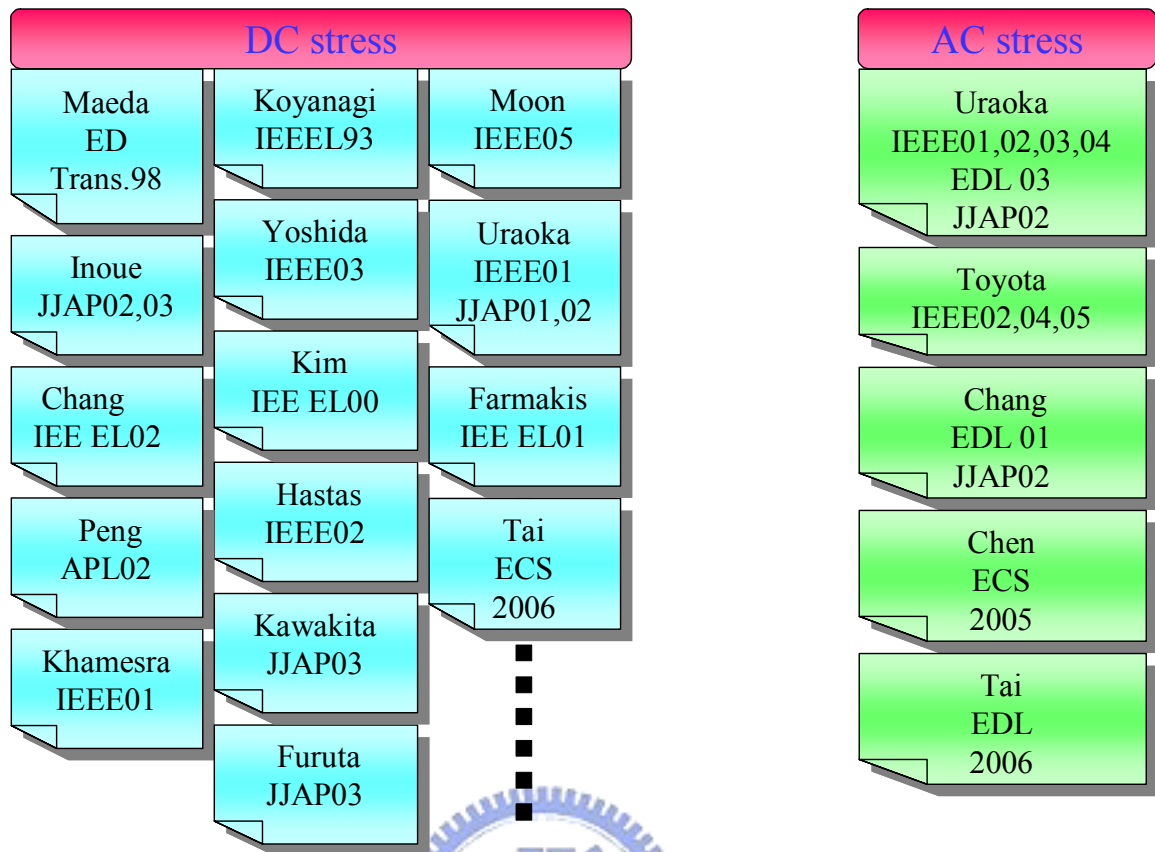 DC stress
Maeda
ED
Trans.98
Inoue
JJAP02,03
Chang
IEE EL02
Peng
APL02
Khamesra
IEEE01
Koyanagi
IEEEL93
Yoshida
IEEE03
Kim
IEE EL00
Hastas
IEEE02
Kawakita
JJAP03
Furuta
JJAP03
Moon
IEEE05
Uraoka
IEEE01
JJAP01,02
Farmakis
IEE EL01
Tai
ECS
2006
AC stress
Uraoka
IEEE01,02,03,04
EDL 03
JJAP02
Toyota
IEEE02,04,05
Chang
EDL 01
JJAP02
Chen
ECS
2005
Tai
EDL
2006